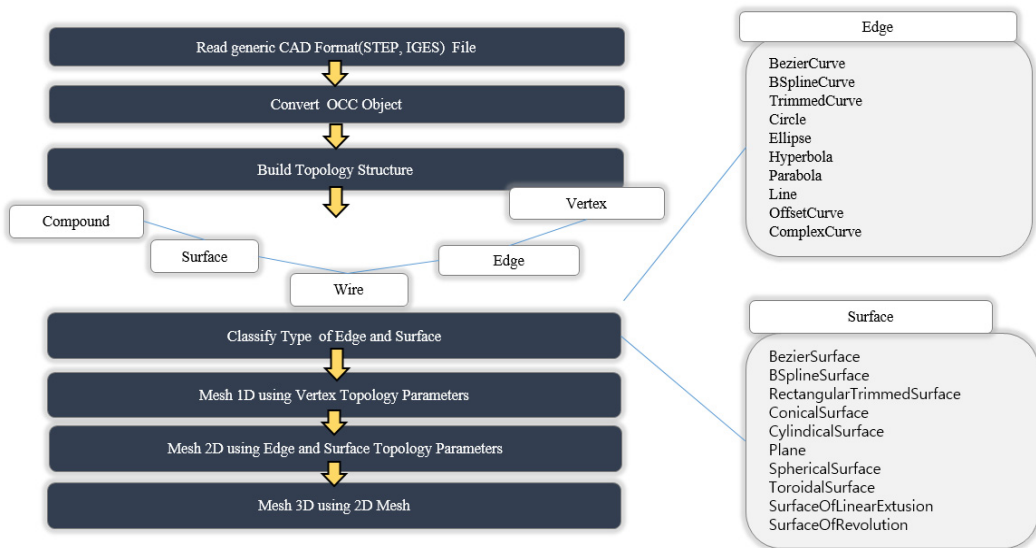 Read generic CAD Format(STEP, IGES) File
Convert OCC Object
Build Topology Structure
Compound
Surface
Wire
Edge
Vertex
Classify Type of Edge and Surface
Mesh 1D using Vertex Topology Parameters
Mesh 2D using Edge and Surface Topology Parameters
Mesh 3D using 2D Mesh
Edge
BezierCurve
BSplineCurve
TrimmedCurve
Circle
Ellipse
Hyperbola
Parabola
Line
OffsetCurve
ComplexCurve
Surface
BezierSurface
BSplineSurface
RectangularTrimmedSurface
ConicalSurface
CylindicalSurface
Plane
SphericalSurface
ToroidalSurface
SurfaceOfLinearExtusion
SurfaceOfRevolution